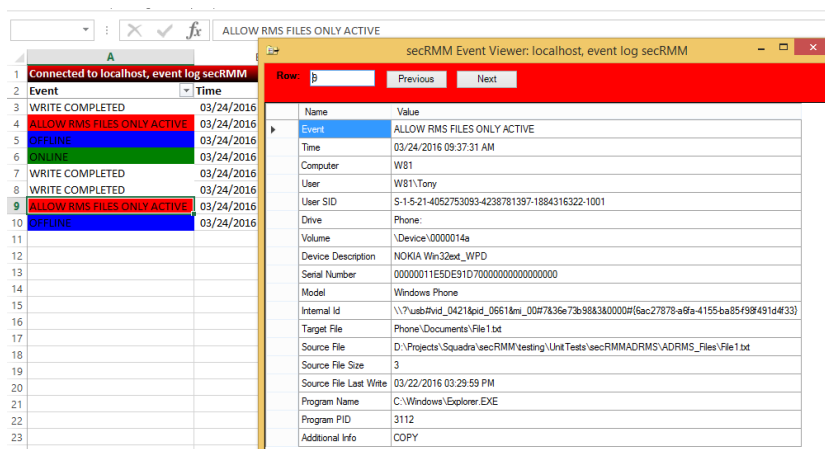 ALLOW RMS FILES ONLY ACTIVE
secRMM Event Viewer: localhost, event log secRMM
A
1 Connected to localhost, event log secRMM
2 Event Time
3 WRITE COMPLETED 03/24/2016
4 ALLOW RMS FILES ONLY ACTIVE 03/24/2016
5 OFFLINE 03/24/2016
6 ONLINE 03/24/2016
7 WRITE COMPLETED 03/24/2016
8 WRITE COMPLETED 03/24/2016
9 ALLOW RMS FILES ONLY ACTIVE 03/24/2016
10 OFFLINE 03/24/2016
11
12
13
14
15
16
17
18
19
20
21
22
23
Row: 9 Previous Next
Name Value
Event ALLOW RMS FILES ONLY ACTIVE
Time 03/24/2016 09:37:31 AM
Computer W81
User W81\Tony
User SID S-1-5-21-4052753093-4238781397-1884316322-1001
Drive Phone:
Volume \Device\0000014a
Device Description NOKIA Win32ext_WPD
Serial Number 00000011E5DE91D70000000000000000
Model Windows Phone
Internal Id \\?\usb#vid_0421&pid_0661&mi_00#7&36e73b98&3&0000#{6ac27878-a6fa-4155-ba85-f98f491d4f33}
Target File Phone\Documents\File1.txt
Source File D:\Projects\Squadra\secRMM\testing\UnitTests\secRMMADRMS\ADRMS_Files\File1.txt
Source File Size 3
Source File Last Write 03/22/2016 03:29:59 PM
Program Name C:\Windows\Explorer.EXE
Program PID 3112
Additional Info COPY